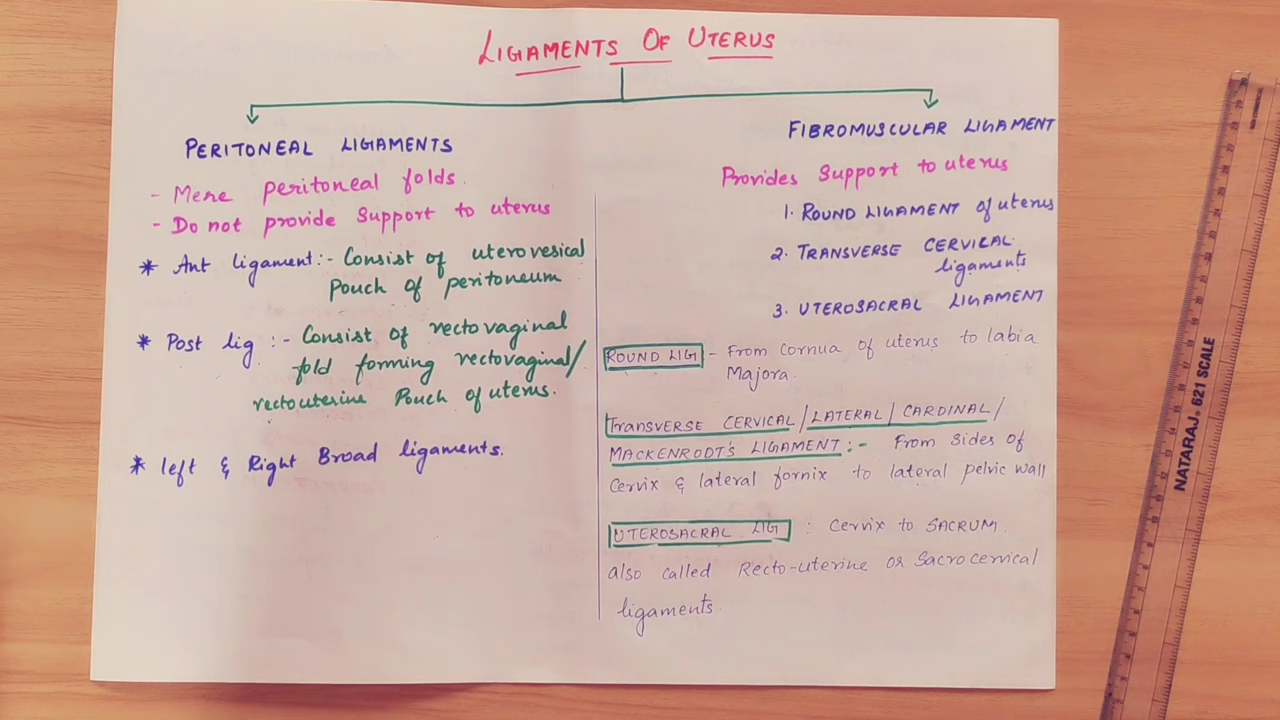 LIGAMENTS OF UTERUS
PERITONEAL LIGAMENTS
- Mere peritoneal folds.
- Do not provide Support to uterus
* Ant ligament:- Consist of uterovesical
Pouch of peritoneum
* Post lig :- Consist of rectovaginal
fold forming rectovaginal/
rectouterine Pouch of uterus.
* left & Right Broad ligaments.
FIBROMUSCULAR LIGAMENT
Provides Support to uterus
1. ROUND LIGAMENT of uterus
2. TRANSVERSE CERVICAL
ligaments
3. UTEROSACRAL LIGAMENT
ROUND LIG - From Cornua of uterus to labia
Majora.
TRANSVERSE CERVICAL / LATERAL / CARDINAL /
MACKENRODT'S LIGAMENT :- From Sides of
Cervix & lateral fornix to lateral pelvic wall
UTEROSACRAL LIG : Cervix to SACRUM.
also called Recto-uterine or Sacrocervical
ligaments.
NATARAJ 621 SCALE